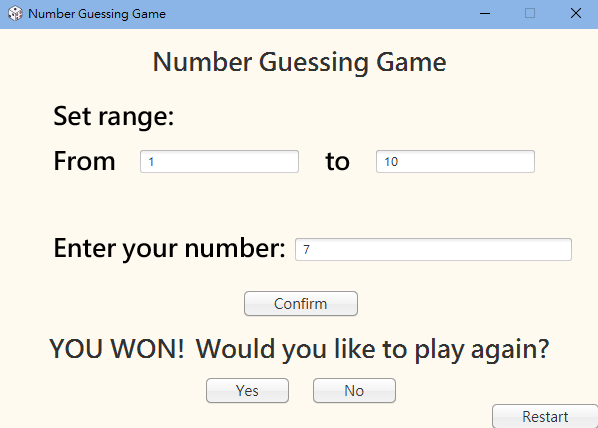 Number Guessing Game
Number Guessing Game
Set range:
From 1 to 10
Enter your number: 7
Confirm
YOU WON! Would you like to play again?
Yes No
Restart